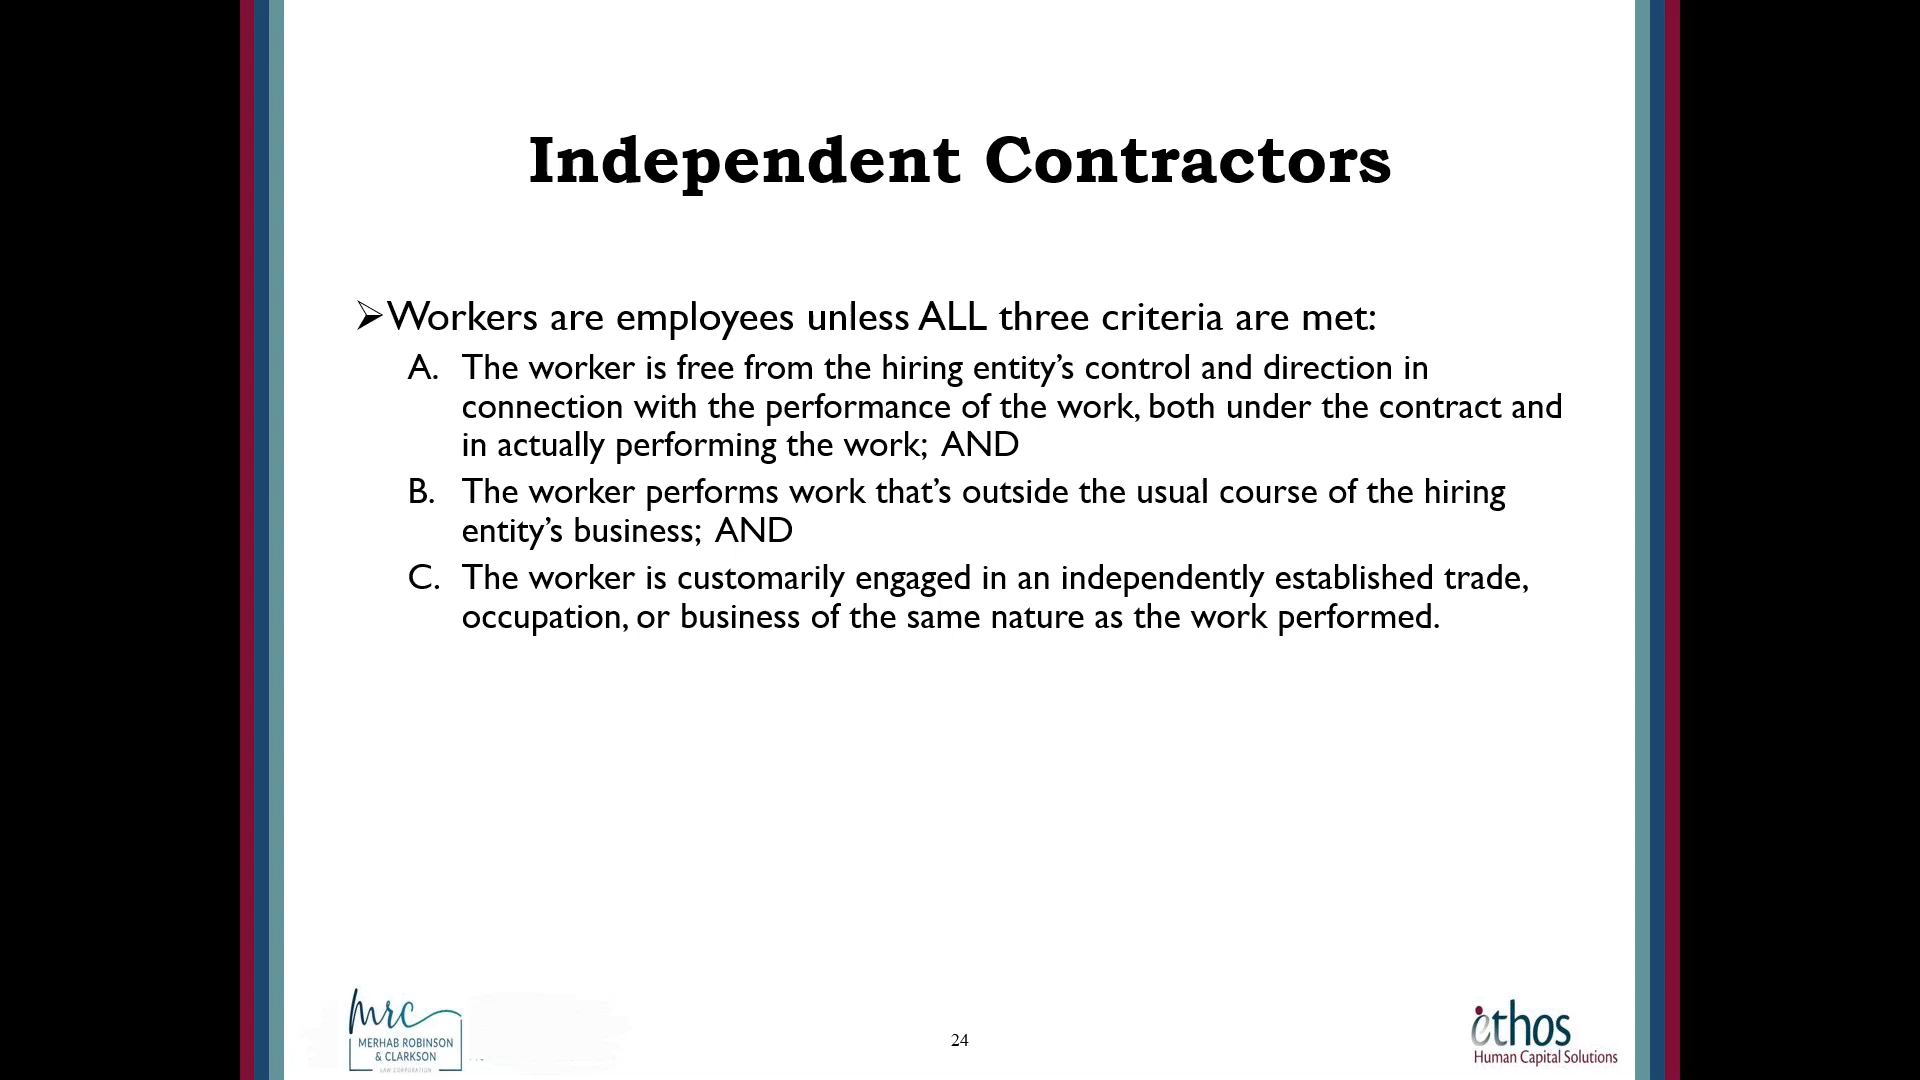 Independent Contractors
➢Workers are employees unless ALL three criteria are met:
A. The worker is free from the hiring entity’s control and direction in
connection with the performance of the work, both under the contract and
in actually performing the work; AND
B. The worker performs work that’s outside the usual course of the hiring
entity’s business; AND
C. The worker is customarily engaged in an independently established trade,
occupation, or business of the same nature as the work performed.
mrc
MERHAB ROBINSON
& CLARKSON
LAW CORPORATION
24
ethos
Human Capital Solutions